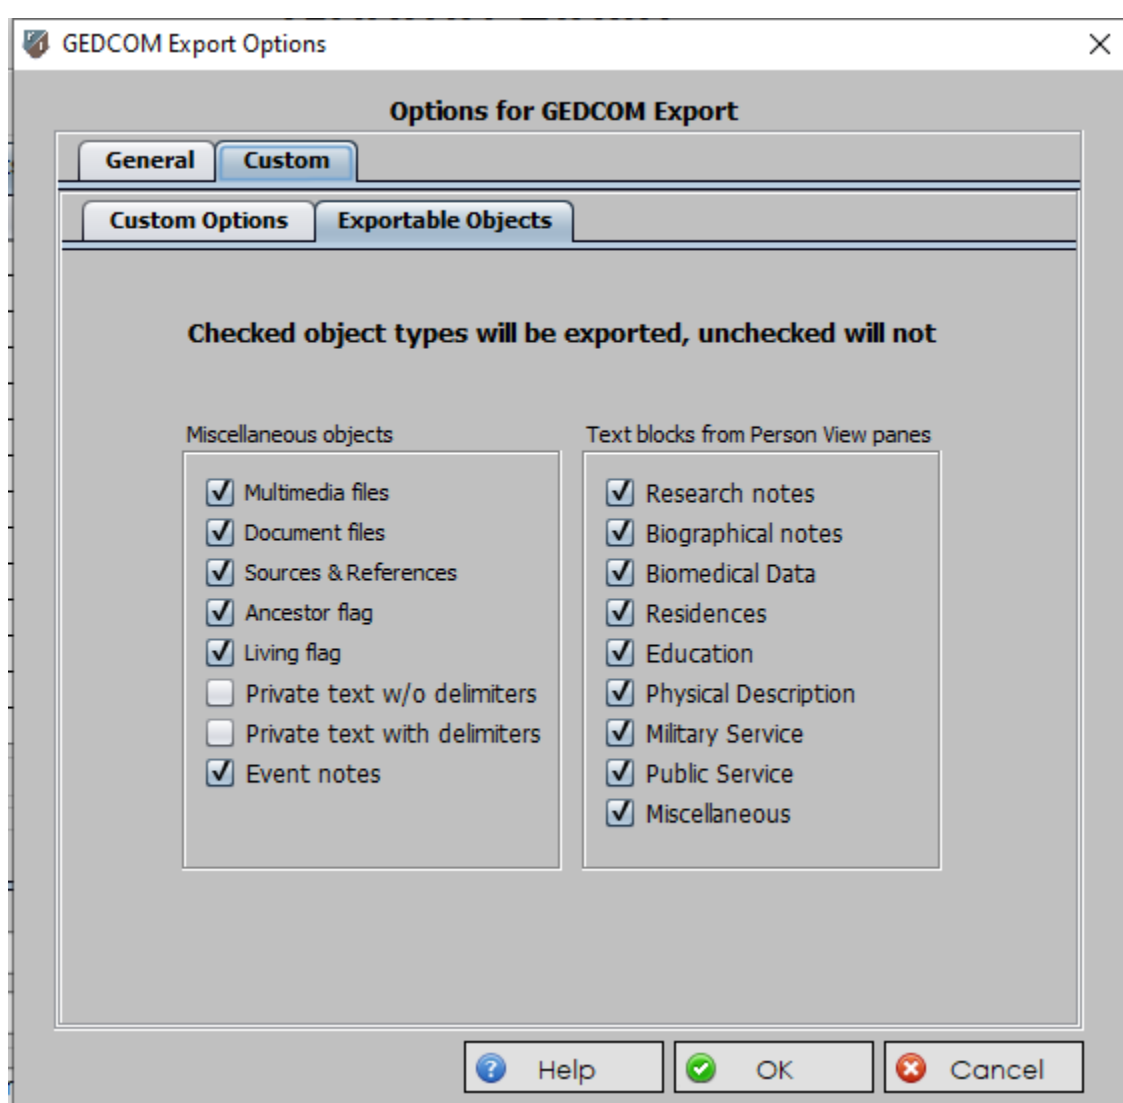 GEDCOM Export Options
Options for GEDCOM Export
General
Custom
Custom Options
Exportable Objects
Checked object types will be exported, unchecked will not
Miscellaneous objects
Multimedia files
Document files
Sources & References
Ancestor flag
Living flag
Private text w/o delimiters
Private text with delimiters
Event notes
Text blocks from Person View panes
Research notes
Biographical notes
Biomedical Data
Residences
Education
Physical Description
Military Service
Public Service
Miscellaneous
Help
OK
Cancel